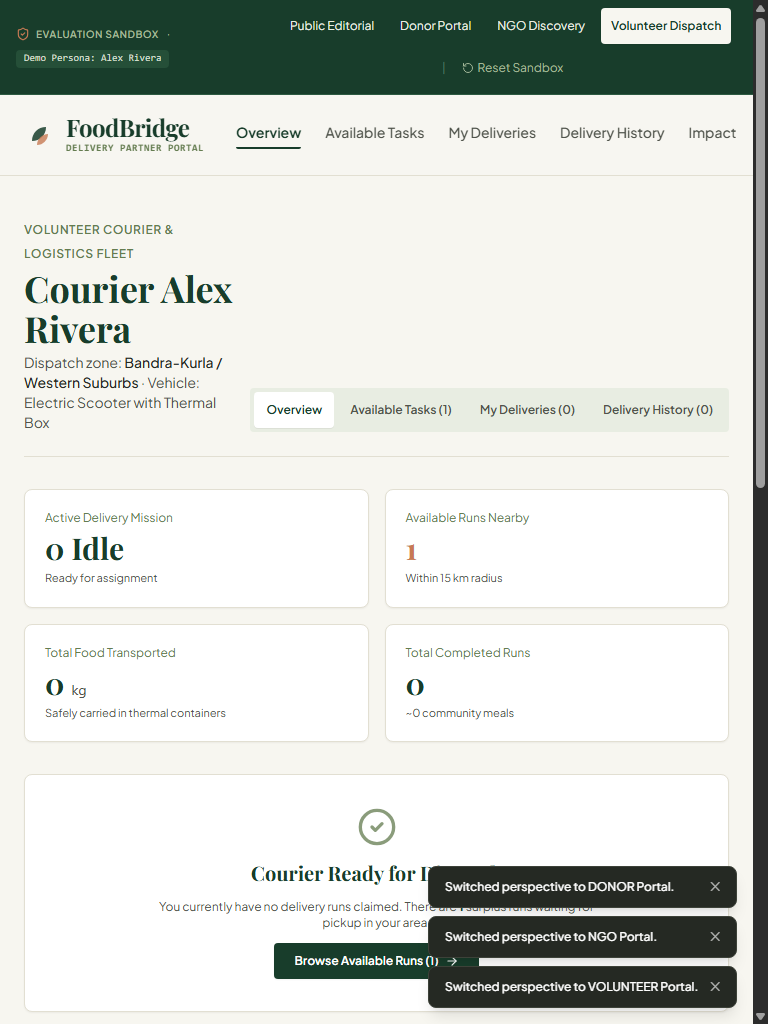 EVALUATION SANDBOX ·
Demo Persona: Alex Rivera
Public Editorial
Donor Portal
NGO Discovery
Volunteer Dispatch
| Reset Sandbox
FoodBridge
DELIVERY PARTNER PORTAL
Overview
Available Tasks
My Deliveries
Delivery History
Impact
VOLUNTEER COURIER &
LOGISTICS FLEET
Courier Alex
Rivera
Dispatch zone: Bandra-Kurla /
Western Suburbs · Vehicle:
Electric Scooter with Thermal
Box
Overview
Available Tasks (1)
My Deliveries (0)
Delivery History (0)
Active Delivery Mission
0 Idle
Ready for assignment
Available Runs Nearby
1
Within 15 km radius
Total Food Transported
0 kg
Safely carried in thermal containers
Total Completed Runs
0
~0 community meals
Courier Ready for
You currently have no delivery runs claimed. There are 1 surplus runs waiting for
pickup in your area
Browse Available Runs (1) →
Switched perspective to DONOR Portal.
Switched perspective to NGO Portal.
Switched perspective to VOLUNTEER Portal.